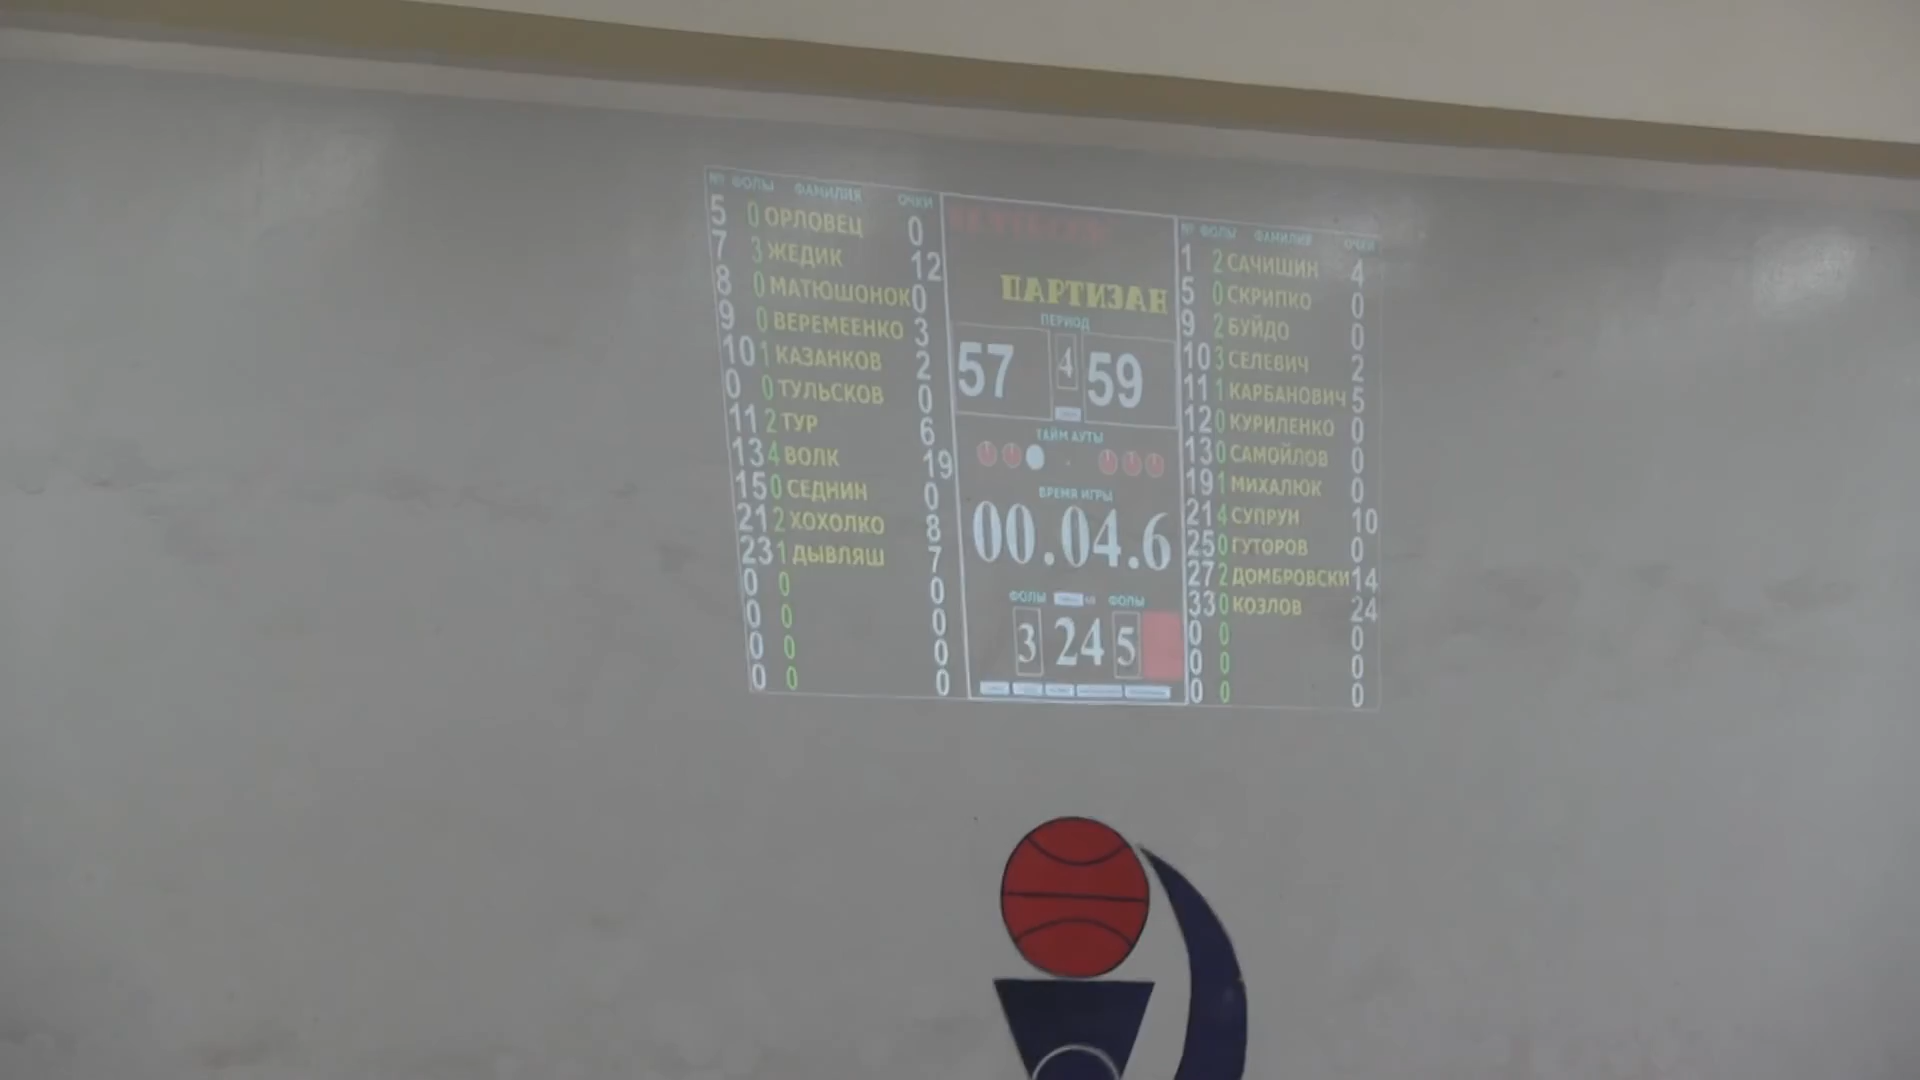 № ФОЛЫ ФАМИЛИЯ ОЧКИ
5 0 ОРЛОВЕЦ 0
7 3 ЖЕДИК 12
8 0 МАТЮШОНОК 0
9 0 ВЕРЕМЕЕНКО 3
10 1 КАЗАНКОВ 2
0 0 ТУЛЬСКОВ 0
11 2 ТУР 6
13 4 ВОЛК 19
15 0 СЕДНИН 0
21 2 ХОХОЛКО 8
23 1 ДЫВЛЯШ 7
0 0 0
0 0 0
0 0 0
0 0 0
ПАРТИЗАН
ПЕРИОД
57 4 59
ТАЙМ АУТЫ
ВРЕМЯ ИГРЫ
00.04.6
ФОЛЫ ФОЛЫ
3 24 5
№ ФОЛЫ ФАМИЛИЯ ОЧКИ
1 2 САЧИШИН 4
5 0 СКРИПКО 0
9 2 БУЙДО 0
10 3 СЕЛЕВИЧ 2
11 1 КАРБАНОВИЧ 5
12 0 КУРИЛЕНКО 0
13 0 САМОЙЛОВ 0
19 1 МИХАЛЮК 0
21 4 СУПРУН 10
25 0 ГУТОРОВ 0
27 2 ДОМБРОВСКИ 14
33 0 КОЗЛОВ 24
0 0 0
0 0 0
0 0 0